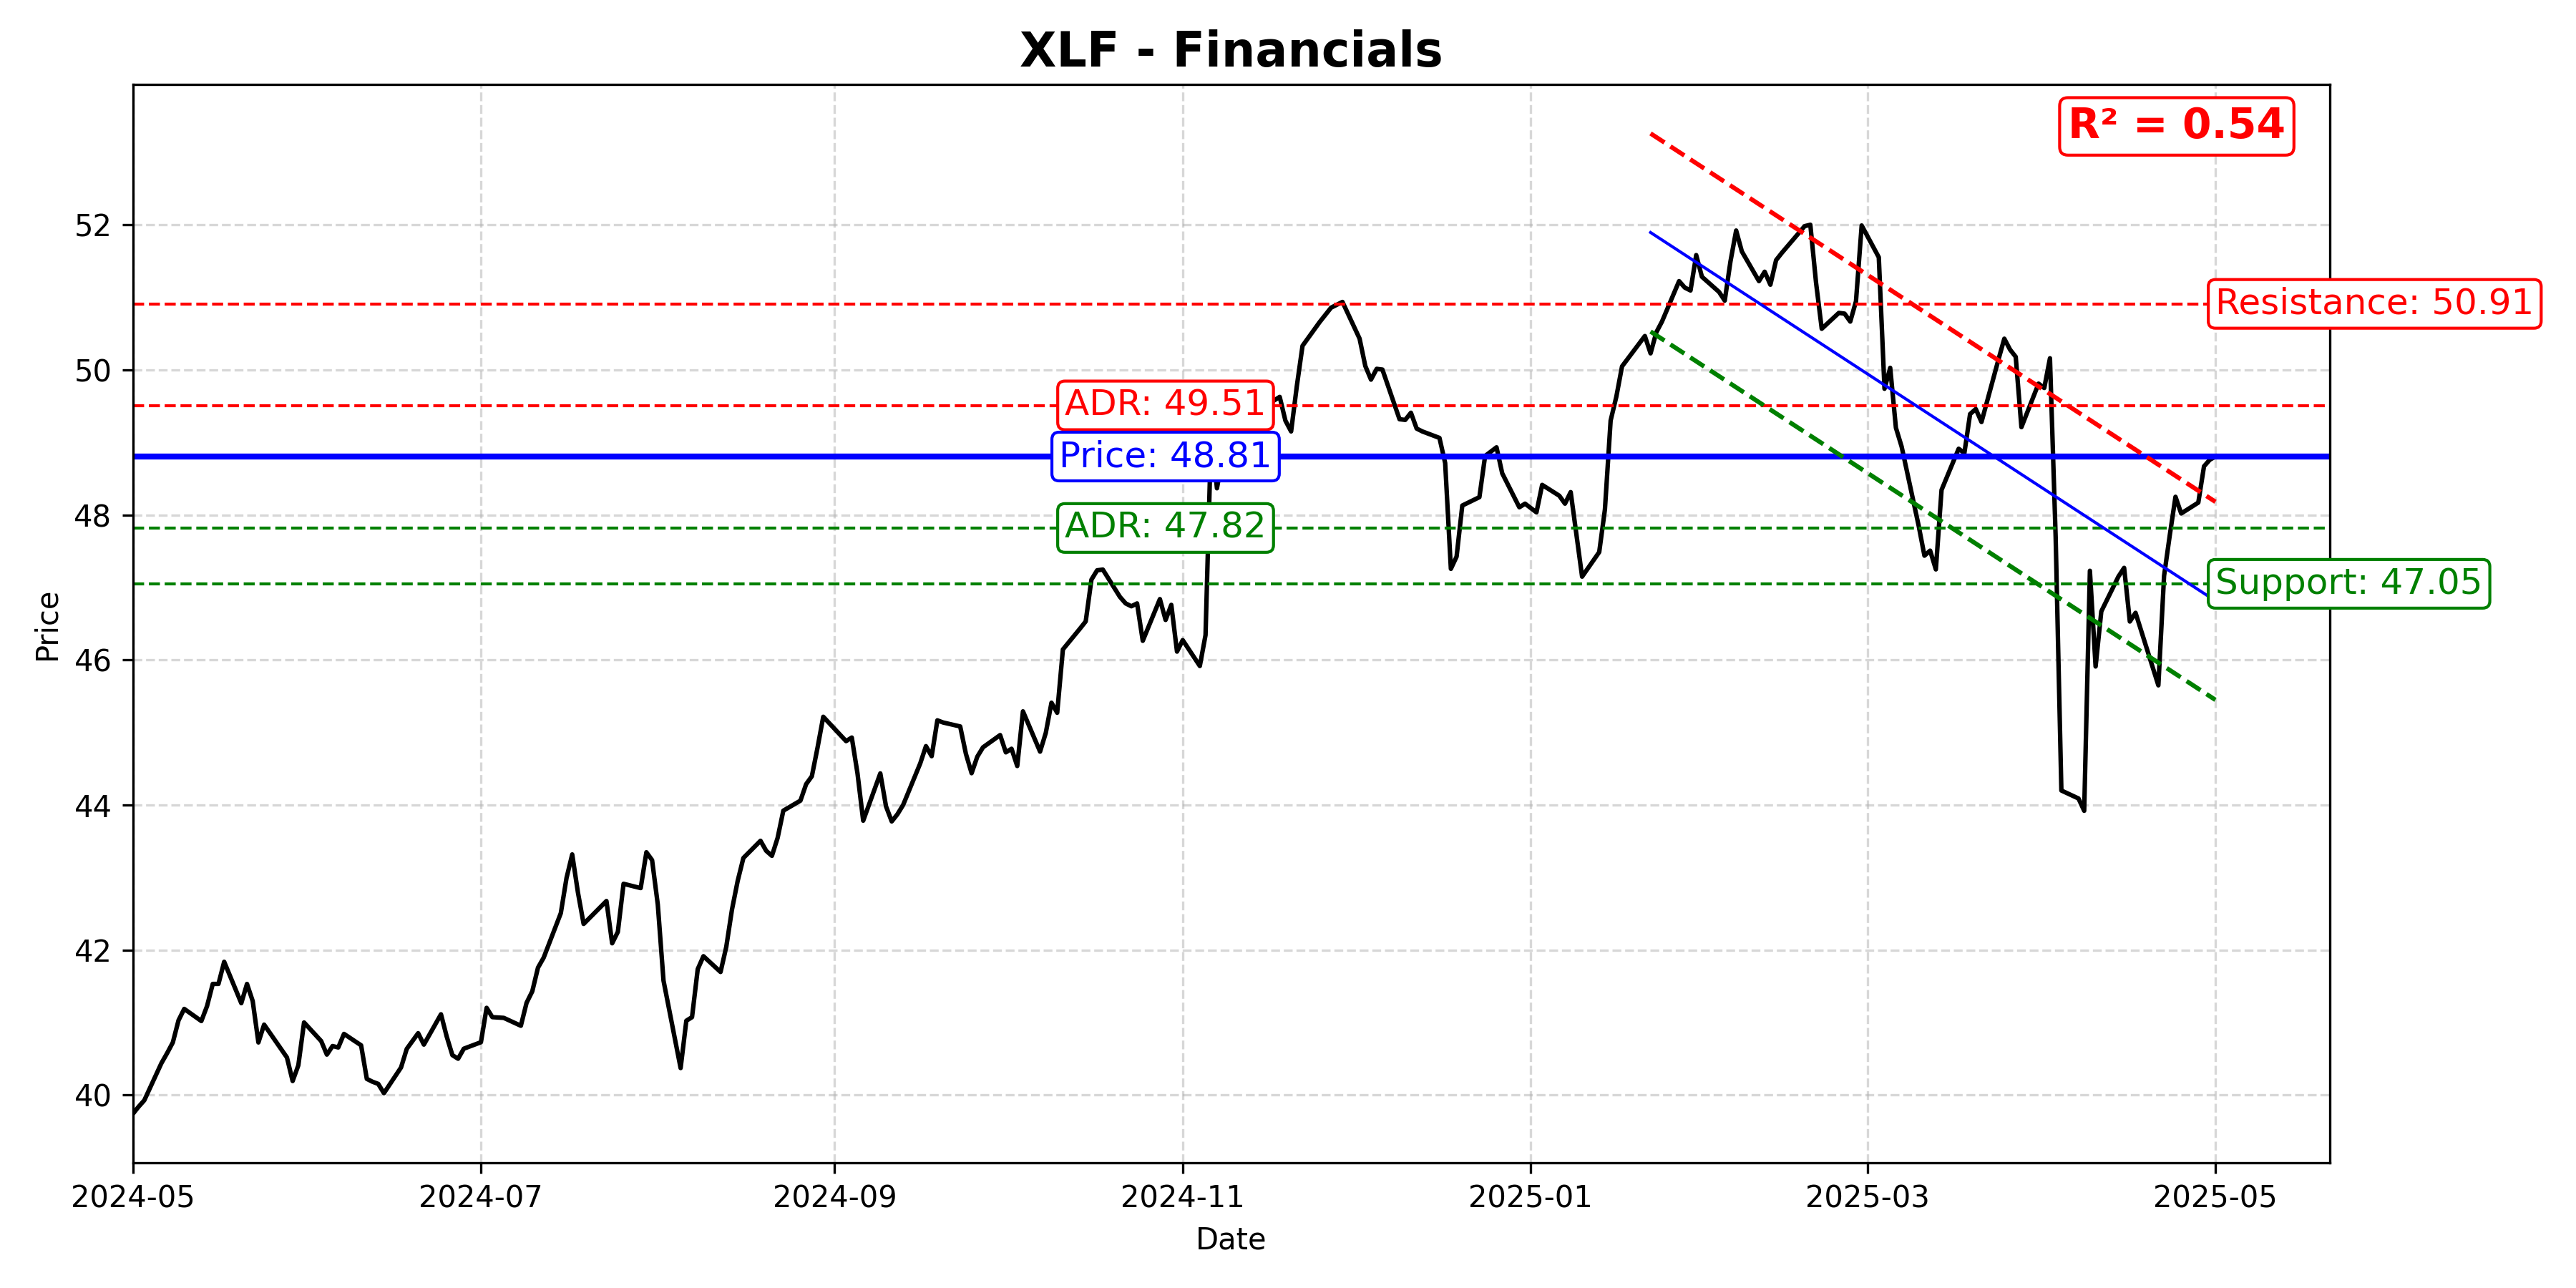 XLF - Financials
R² = 0.54
52
Resistance: 50.91
50
ADR: 49.51
Price: 48.81
48
ADR: 47.82
Support: 47.05
46
44
42
40
Price
2024-05
2024-07
2024-09
2024-11
2025-01
2025-03
2025-05
Date